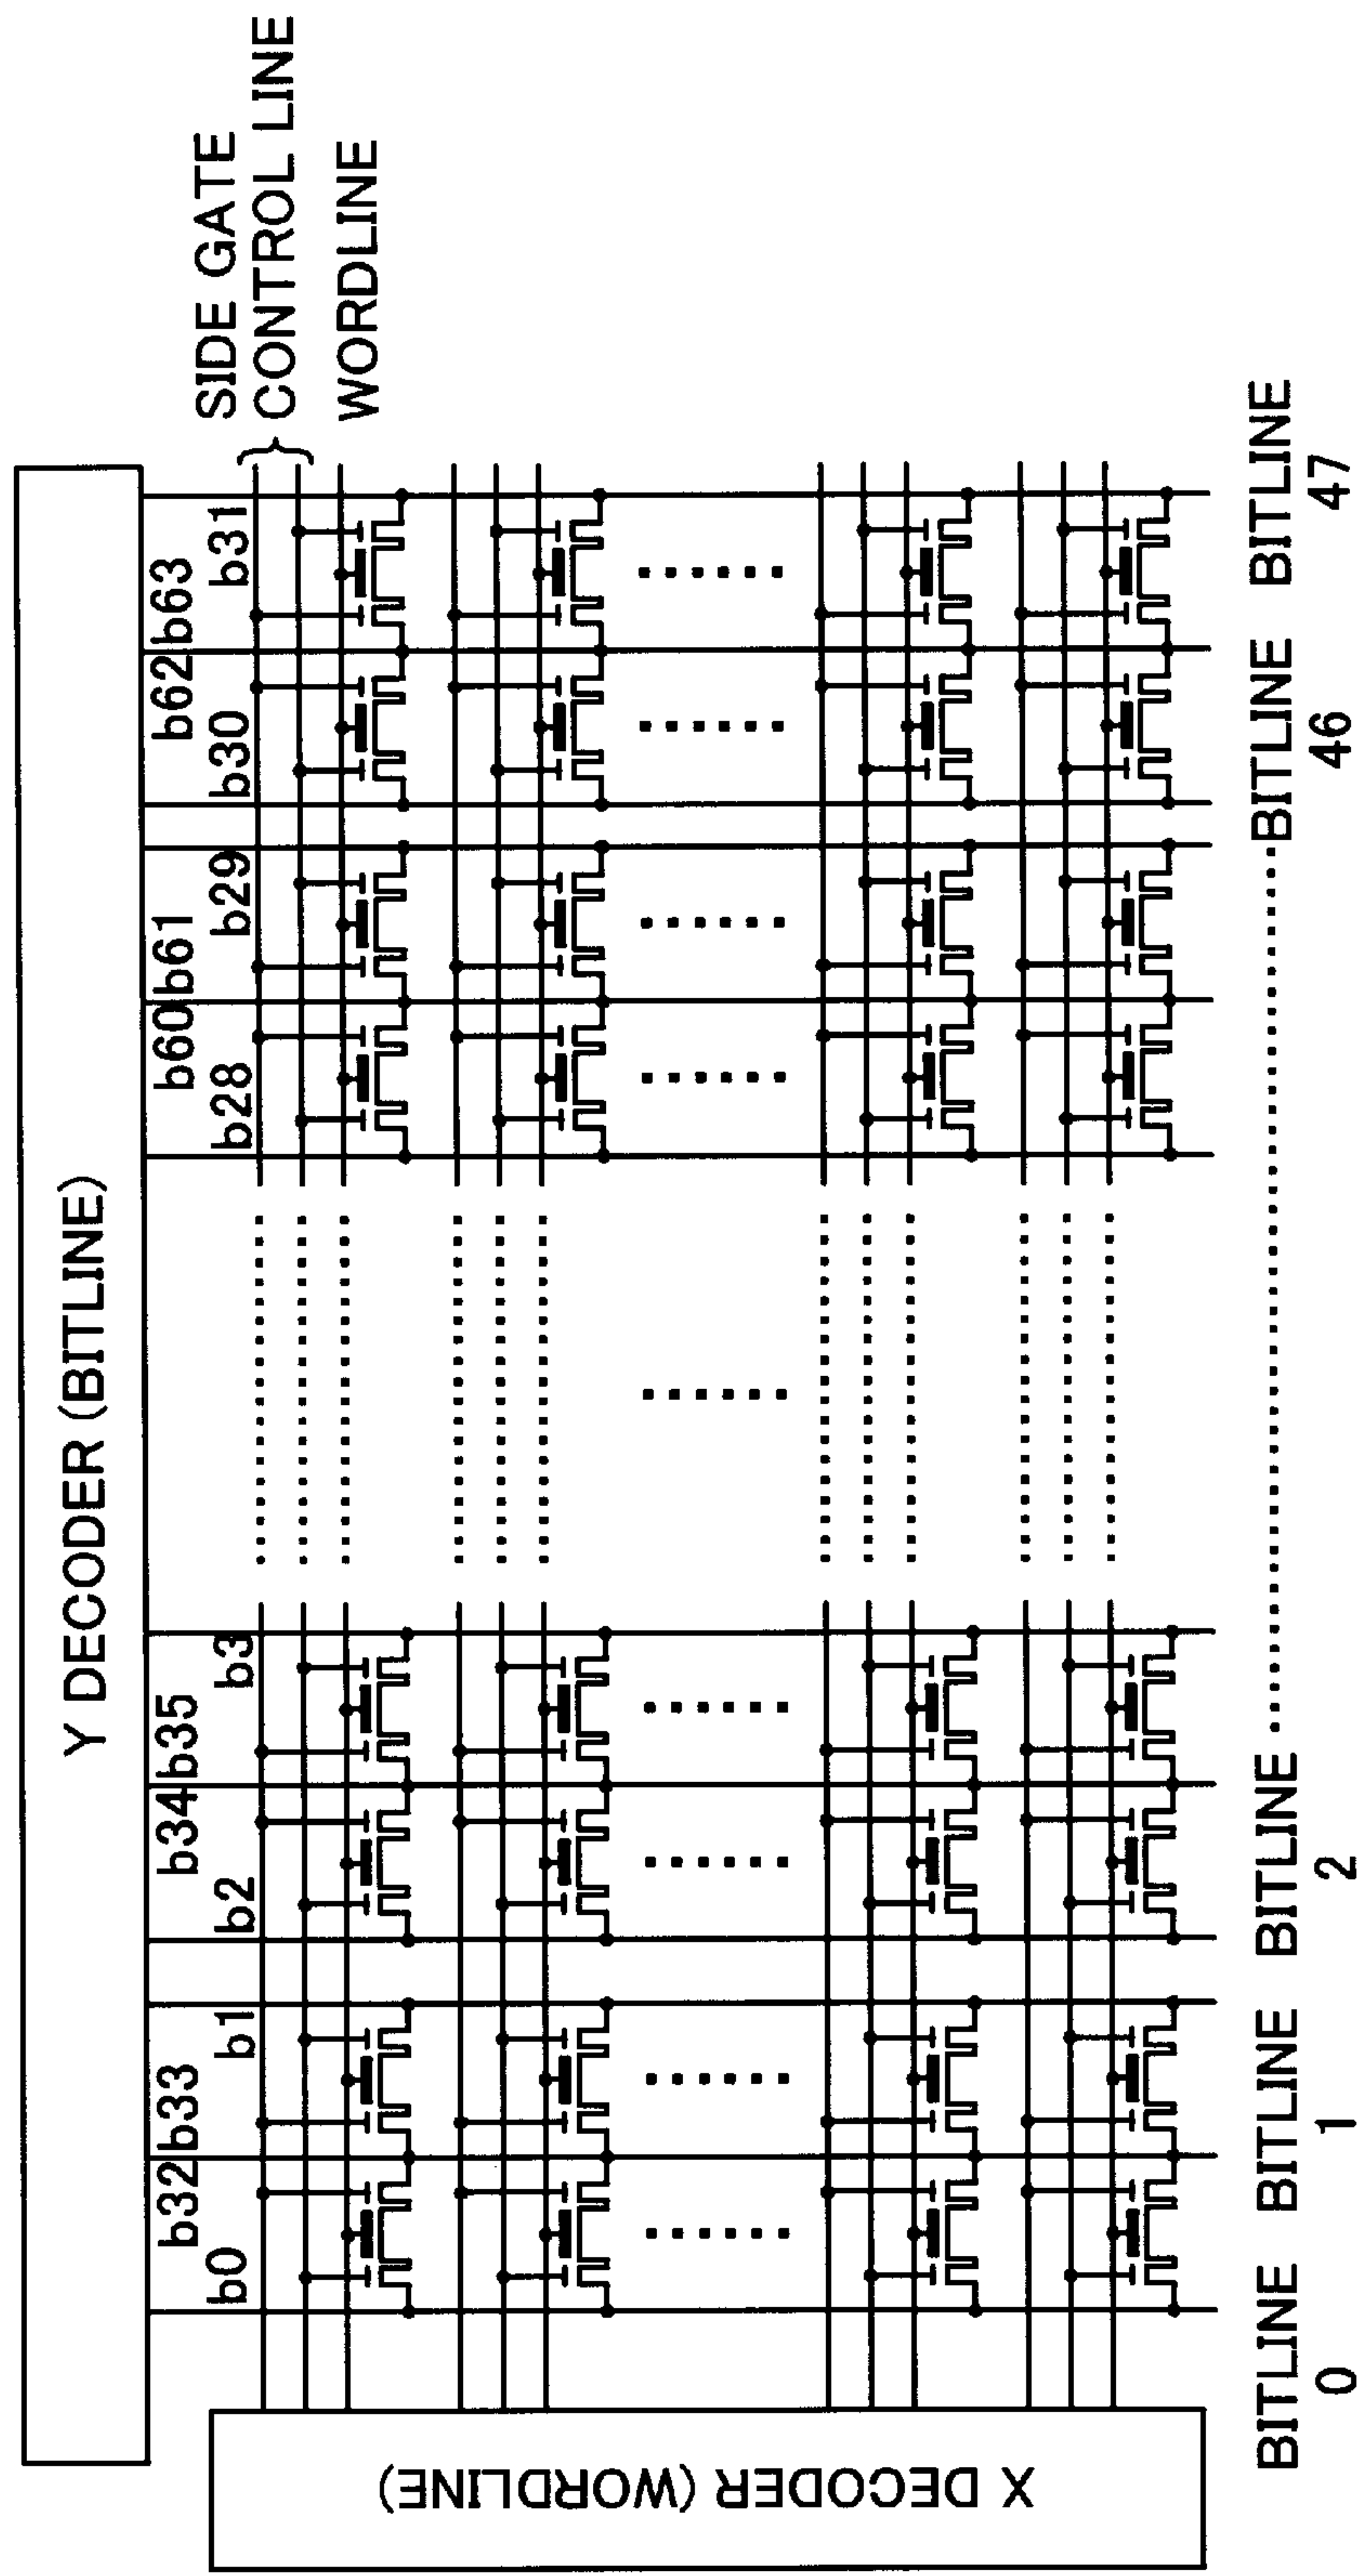 Y DECODER (BITLINE)
SIDE GATE
CONTROL LINE
WORDLINE
b32 b33 b34 b35 b60 b61 b62 b63
b0 b1 b2 b3 b28 b29 b30 b31
X DECODER (WORDLINE)
BITLINE BITLINE BITLINE BITLINE BITLINE
0 1 2 46 47